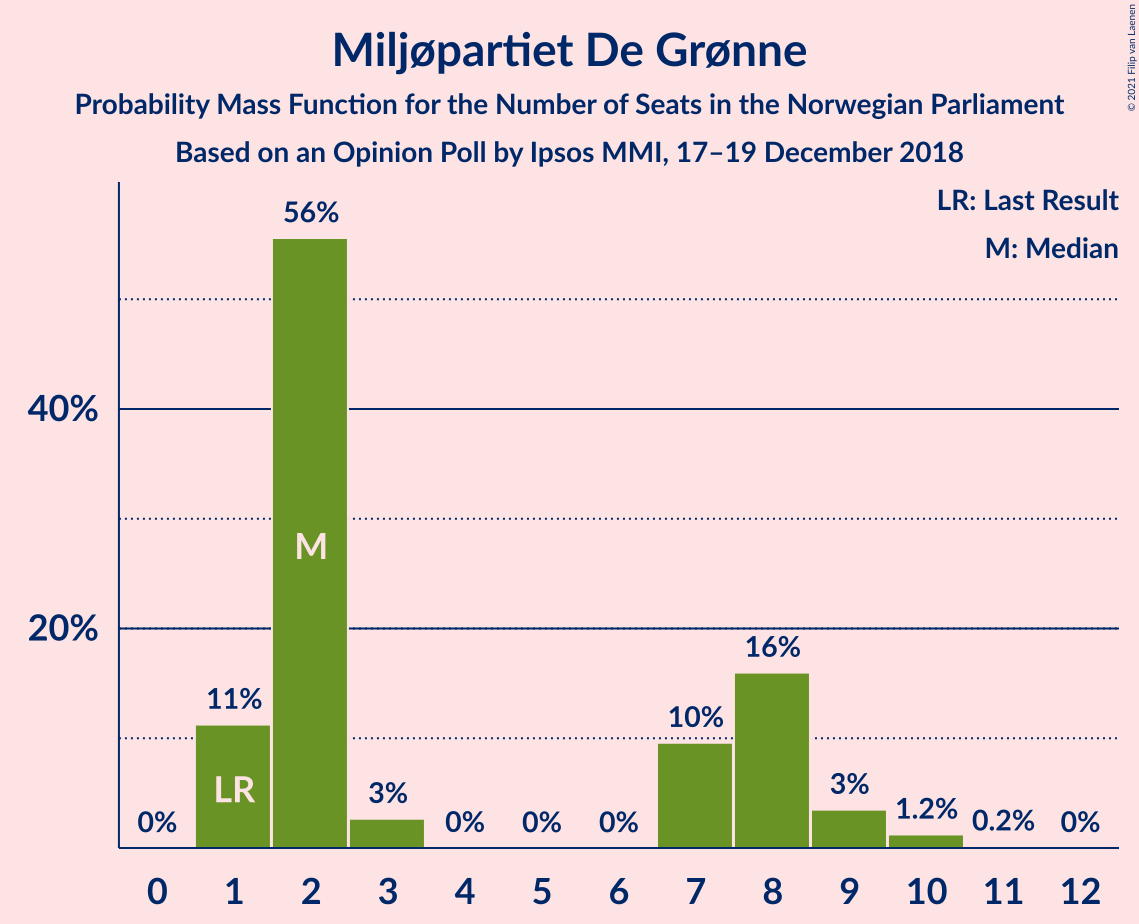 Miljøpartiet De Grønne
Probability Mass Function for the Number of Seats in the Norwegian Parliament
Based on an Opinion Poll by Ipsos MMI, 17–19 December 2018
© 2021 Filip van Laenen
LR: Last Result
M: Median
40%
20%
0%
11%
56%
3%
0%
0%
0%
10%
16%
3%
1.2%
0.2%
0%
LR
M
0 1 2 3 4 5 6 7 8 9 10 11 12